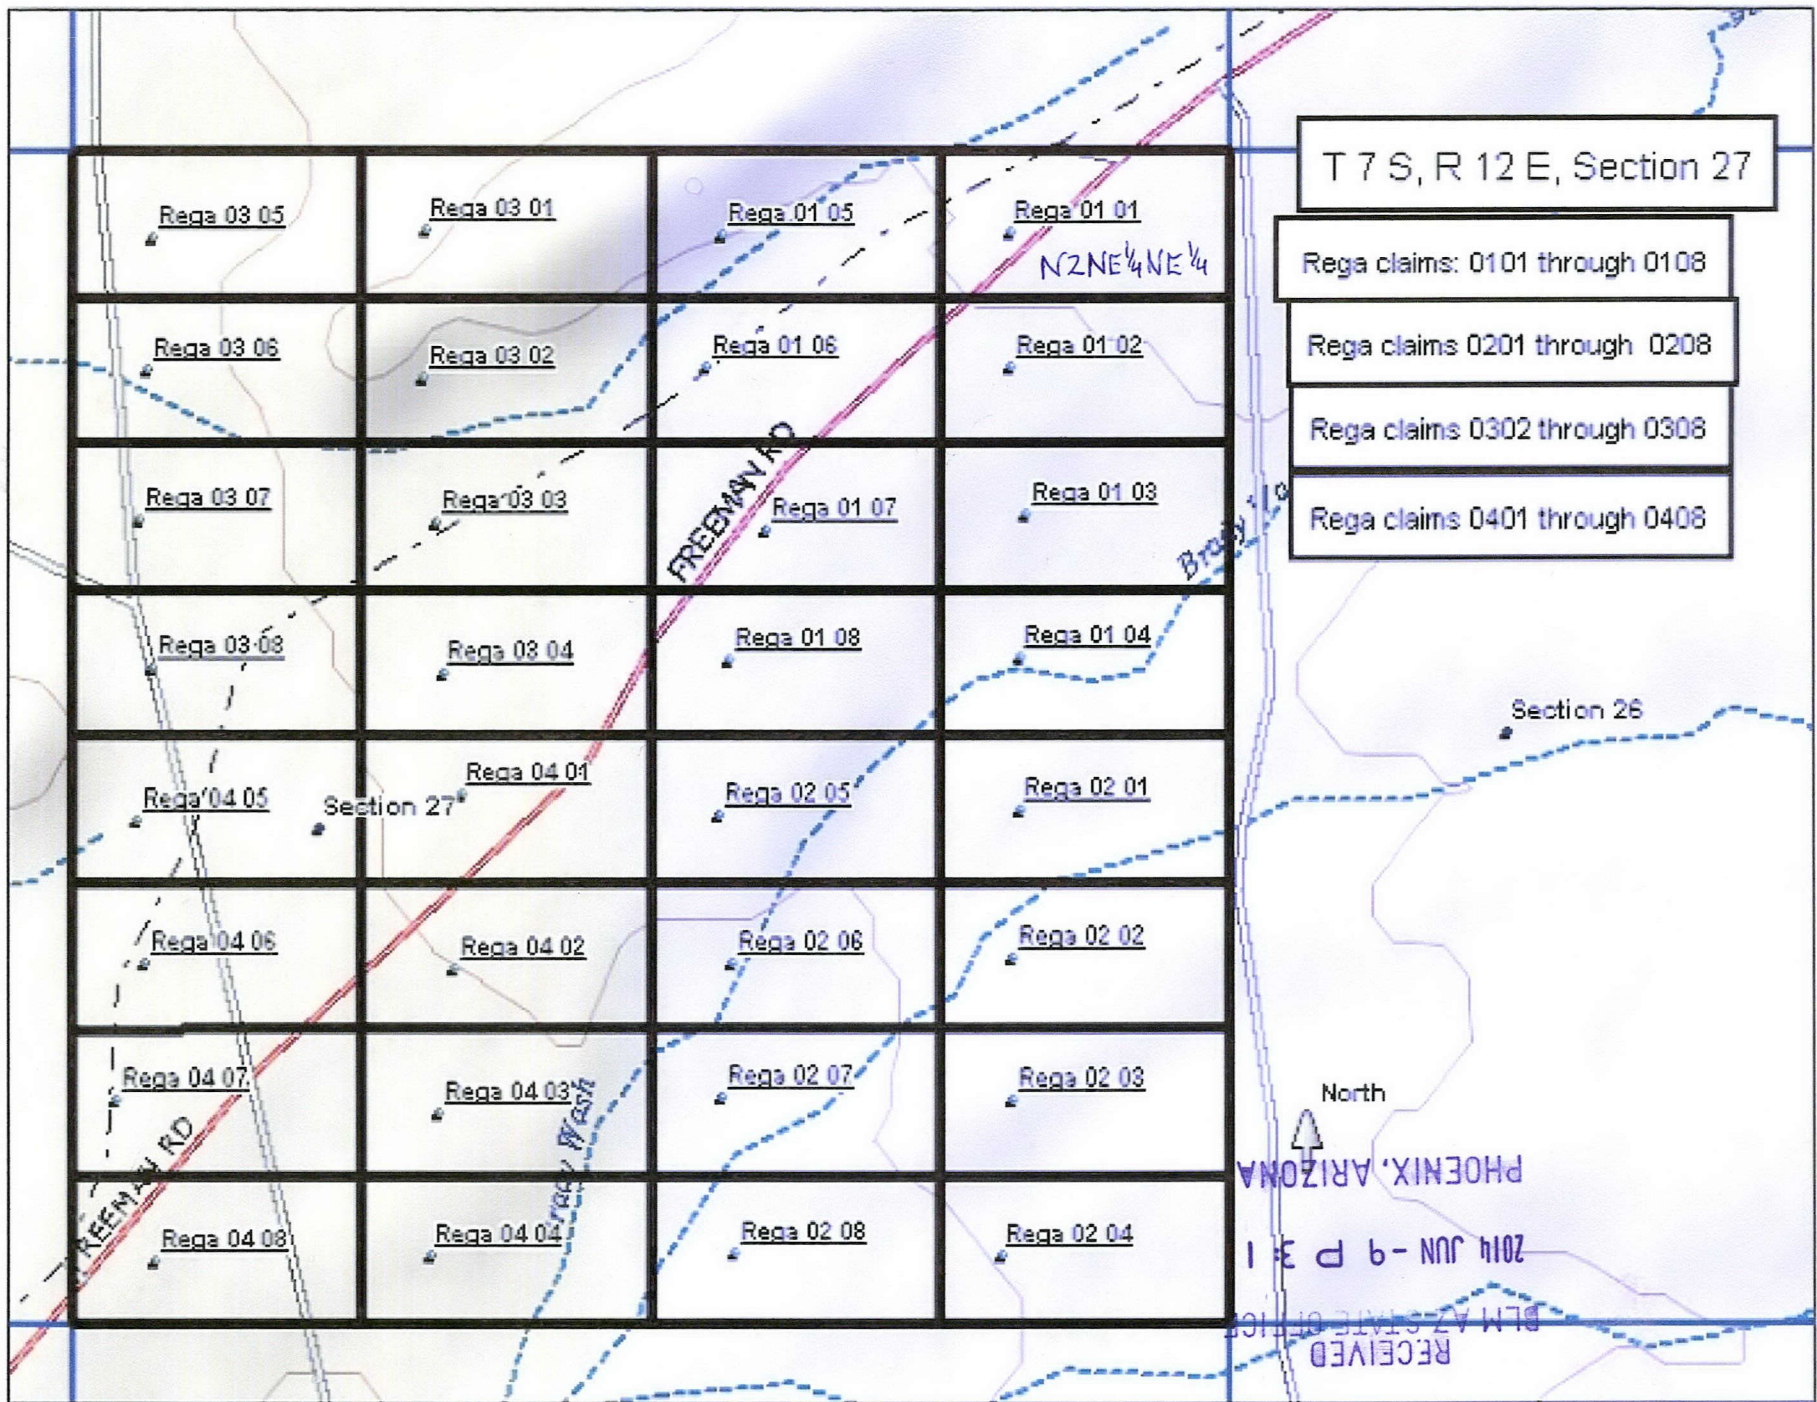 T 7 S, R 12 E, Section 27
Rega 03 05
Rega 03 01
Rega 01 05
Rega 01 01
N2NE¼NE¼
Rega claims: 0101 through 0108
Rega 03 06
Rega 03 02
Rega 01 06
Rega 01 02
Rega claims 0201 through 0208
Rega claims 0302 through 0308
FREEMAN RD
Rega 03 07
Rega 03 03
Rega 01 07
Rega 01 03
Rega claims 0401 through 0408
Brady
Rega 03 08
Rega 03 04
Rega 01 08
Rega 01 04
Section 26
Rega 04 05
Section 27
Rega 04 01
Rega 02 05
Rega 02 01
Rega 04 06
Rega 04 02
Rega 02 06
Rega 02 02
Rega 04 07
Rega 04 03
Rega 02 07
Rega 02 03
North
Wash
FREEMAN RD
Rega 04 08
Rega 04 04
Rega 02 08
Rega 02 04
RECEIVED
BLM AZ STATE OFFICE
2014 JUN -9 P 3: 1
PHOENIX, ARIZONA